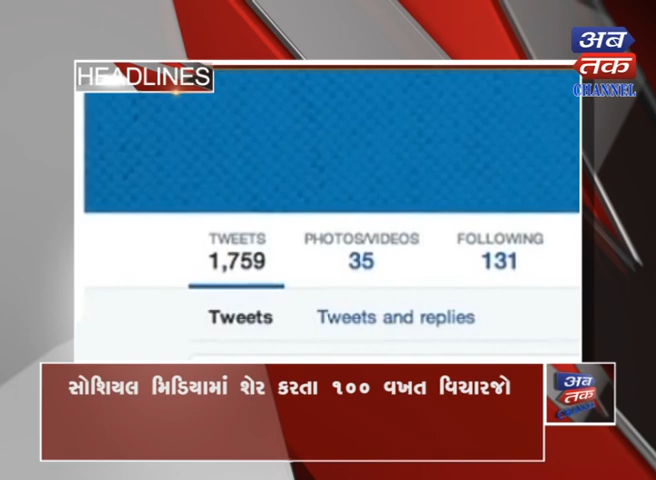 अब
तक
CHANNEL
HEADLINES
TWEETS PHOTOS/VIDEOS FOLLOWING
1,759 35 131
Tweets Tweets and replies
સોશિયલ મિડિયામાં શેર કરતા ૧૦૦ વખત વિચારજો
अब
तक
CHANNEL